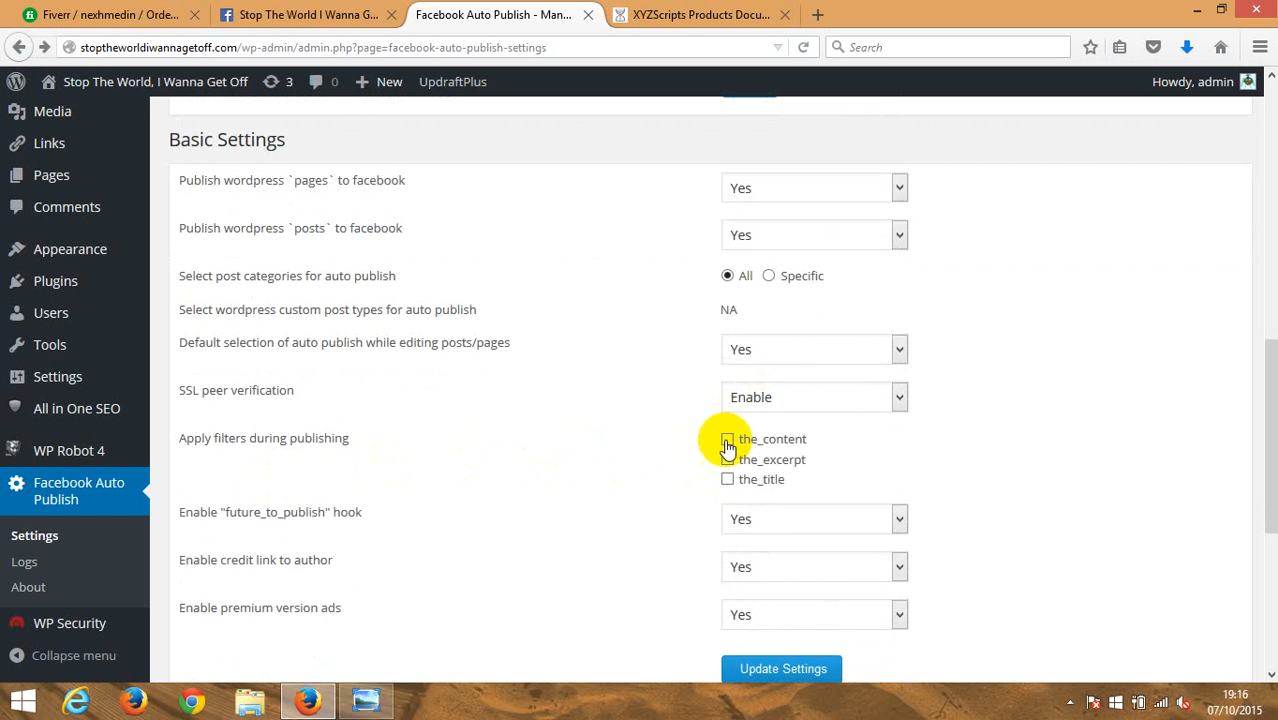 nexhmedin / Orde...
Stop The World I Wanna G...
Facebook Auto Publish - Man...
XYZScripts Products Docu...
stoptheworldiwannagetoff.com/wp-admin/admin.php?page=facebook-auto-publish-settings
Search
Stop The World, I Wanna Get Off
3
0
New
UpdraftPlus
Howdy, admin
Media
Links
Pages
Comments
Appearance
Plugins
Users
Tools
Settings
All in One SEO
WP Robot 4
Facebook Auto
Publish
Settings
Logs
About
WP Security
Collapse menu
Basic Settings
Publish wordpress `pages` to facebook
Yes
Publish wordpress `posts` to facebook
Yes
Select post categories for auto publish
All Specific
Select wordpress custom post types for auto publish
NA
Default selection of auto publish while editing posts/pages
Yes
SSL peer verification
Enable
Apply filters during publishing
the_content
the_excerpt
the_title
Enable "future_to_publish" hook
Yes
Enable credit link to author
Yes
Enable premium version ads
Yes
Update Settings
19:16
07/10/2015